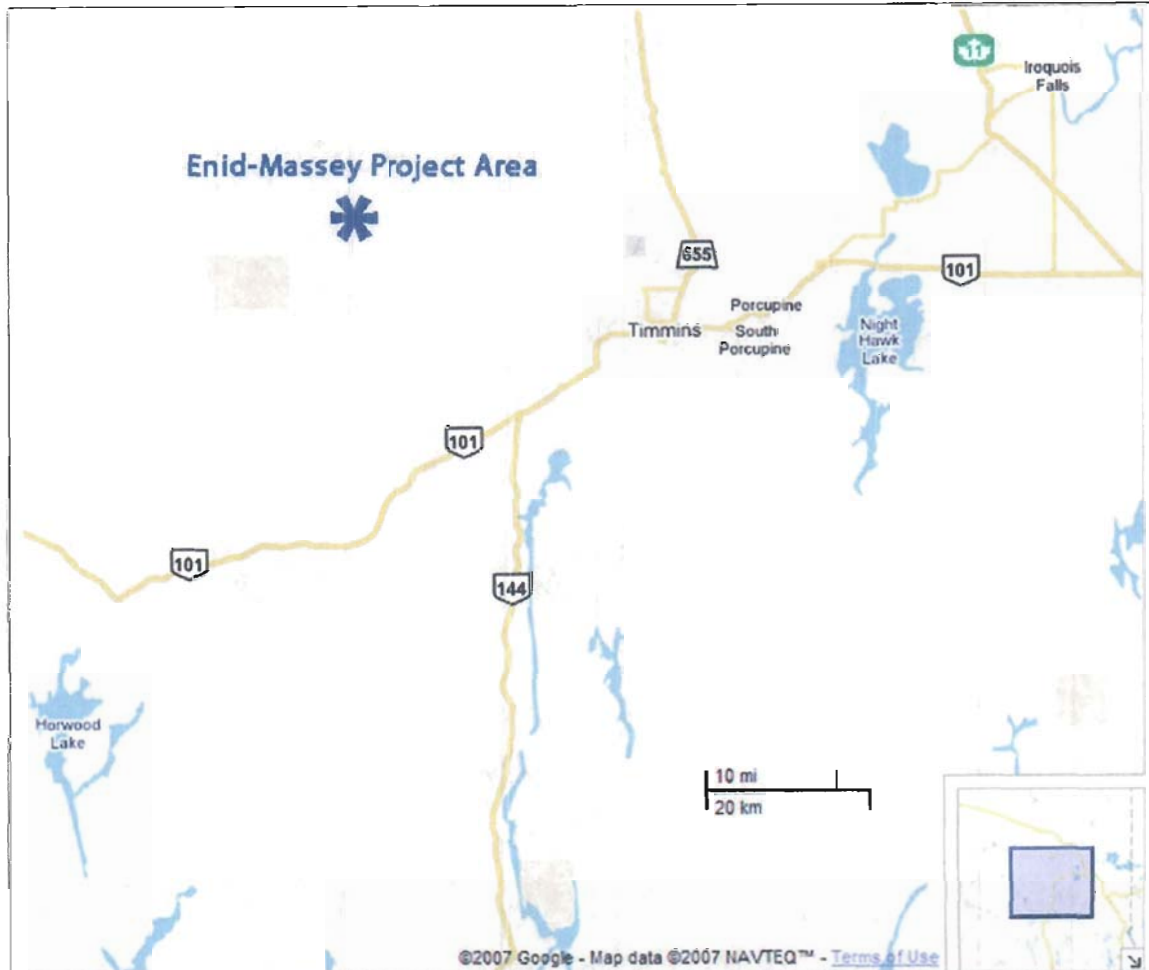 11
Iroquois
Falls
Enid-Massey Project Area
655
101
Porcupine
Timmins
South
Porcupine
Night
Hawk
Lake
101
101
144
Horwood
Lake
10 mi
20 km
©2007 Google - Map data ©2007 NAVTEQ™ - Terms of Use